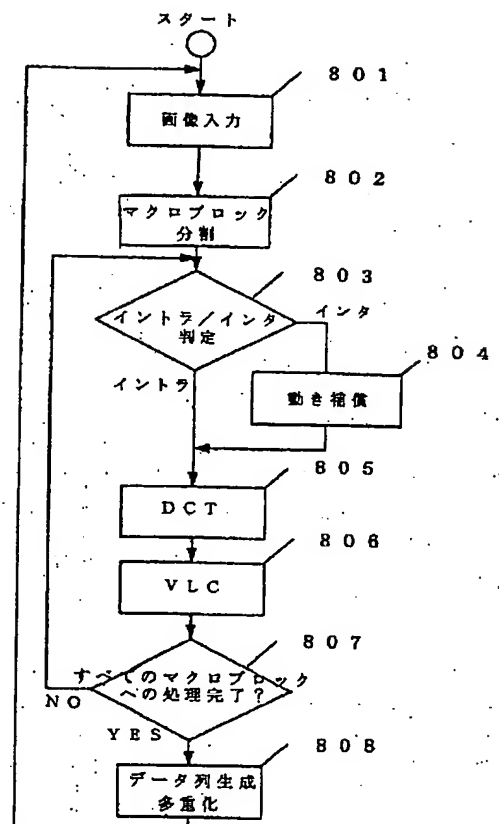 スタート
801
画像入力
802
マクロブロック
分割
803
イントラ/インタ
判定
インタ
イントラ
804
動き補償
805
DCT
806
VLC
807
すべてのマクロブロック
への処理完了?
NO
YES
808
データ列生成
多重化